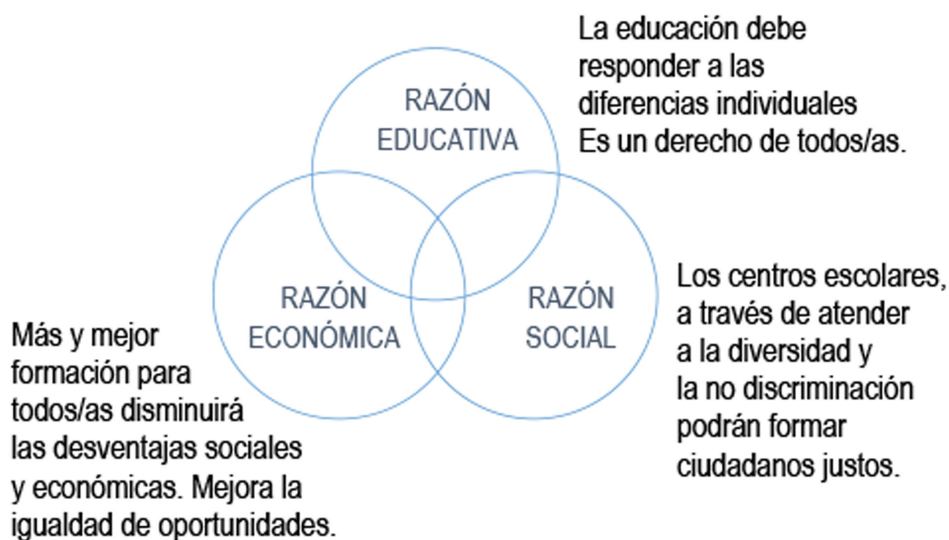 RAZÓN
EDUCATIVA
La educación debe
responder a las
diferencias individuales
Es un derecho de todos/as.
RAZÓN
ECONÓMICA
Más y mejor
formación para
todos/as disminuirá
las desventajas sociales
y económicas. Mejora la
igualdad de oportunidades.
RAZÓN
SOCIAL
Los centros escolares,
a través de atender
a la diversidad y
la no discriminación
podrán formar
ciudadanos justos.